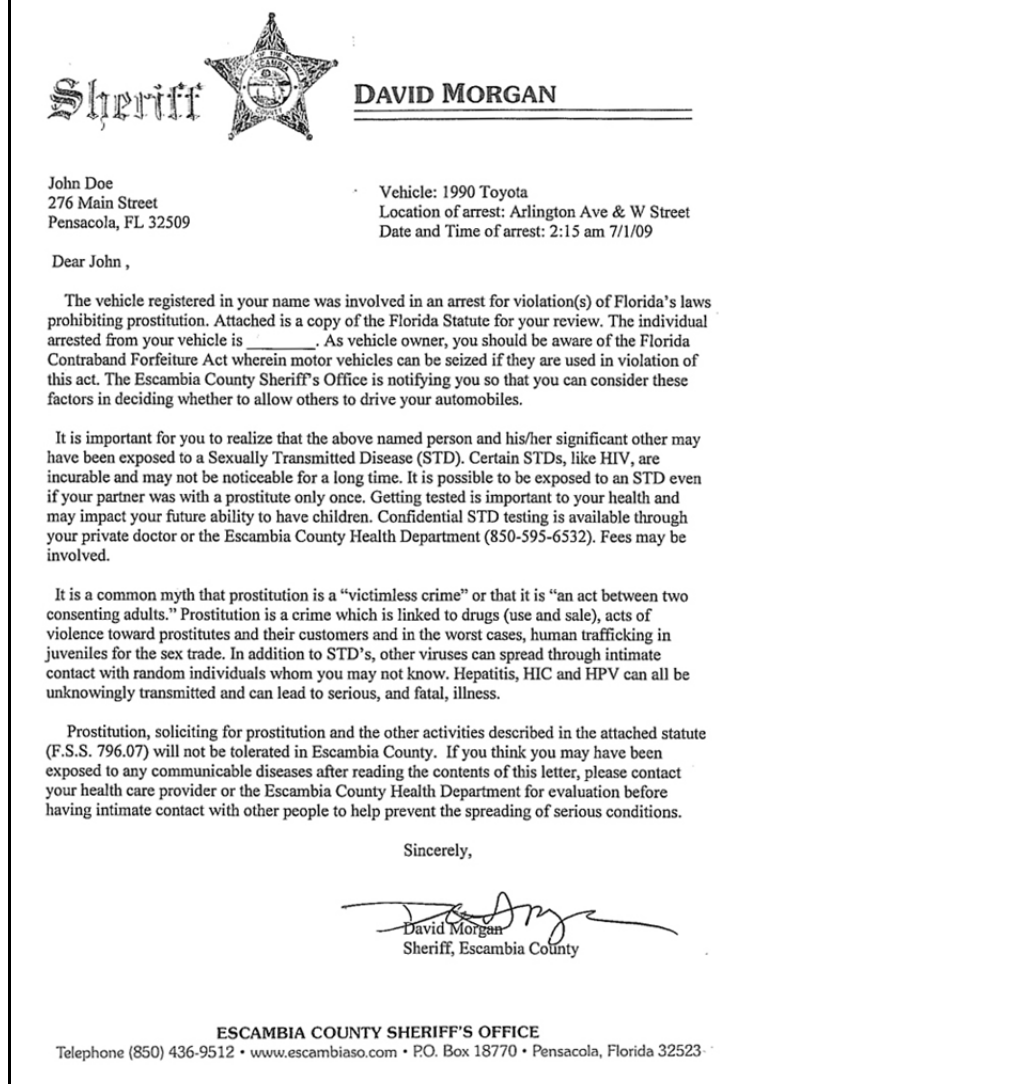 Sheriff
DAVID MORGAN
OFFICE OF THE SHERIFF
ESCAMBIA
COUNTY
John Doe
276 Main Street
Pensacola, FL 32509
Vehicle: 1990 Toyota
Location of arrest: Arlington Ave & W Street
Date and Time of arrest: 2:15 am 7/1/09
Dear John ,
The vehicle registered in your name was involved in an arrest for violation(s) of Florida's laws
prohibiting prostitution. Attached is a copy of the Florida Statute for your review. The individual
arrested from your vehicle is ________. As vehicle owner, you should be aware of the Florida
Contraband Forfeiture Act wherein motor vehicles can be seized if they are used in violation of
this act. The Escambia County Sheriff's Office is notifying you so that you can consider these
factors in deciding whether to allow others to drive your automobiles.
It is important for you to realize that the above named person and his/her significant other may
have been exposed to a Sexually Transmitted Disease (STD). Certain STDs, like HIV, are
incurable and may not be noticeable for a long time. It is possible to be exposed to an STD even
if your partner was with a prostitute only once. Getting tested is important to your health and
may impact your future ability to have children. Confidential STD testing is available through
your private doctor or the Escambia County Health Department (850-595-6532). Fees may be
involved.
It is a common myth that prostitution is a “victimless crime” or that it is “an act between two
consenting adults.” Prostitution is a crime which is linked to drugs (use and sale), acts of
violence toward prostitutes and their customers and in the worst cases, human trafficking in
juveniles for the sex trade. In addition to STD's, other viruses can spread through intimate
contact with random individuals whom you may not know. Hepatitis, HIC and HPV can all be
unknowingly transmitted and can lead to serious, and fatal, illness.
Prostitution, soliciting for prostitution and the other activities described in the attached statute
(F.S.S. 796.07) will not be tolerated in Escambia County. If you think you may have been
exposed to any communicable diseases after reading the contents of this letter, please contact
your health care provider or the Escambia County Health Department for evaluation before
having intimate contact with other people to help prevent the spreading of serious conditions.
Sincerely,
David Morgan
Sheriff, Escambia County
ESCAMBIA COUNTY SHERIFF'S OFFICE
Telephone (850) 436-9512 • www.escambiaso.com • P.O. Box 18770 • Pensacola, Florida 32523